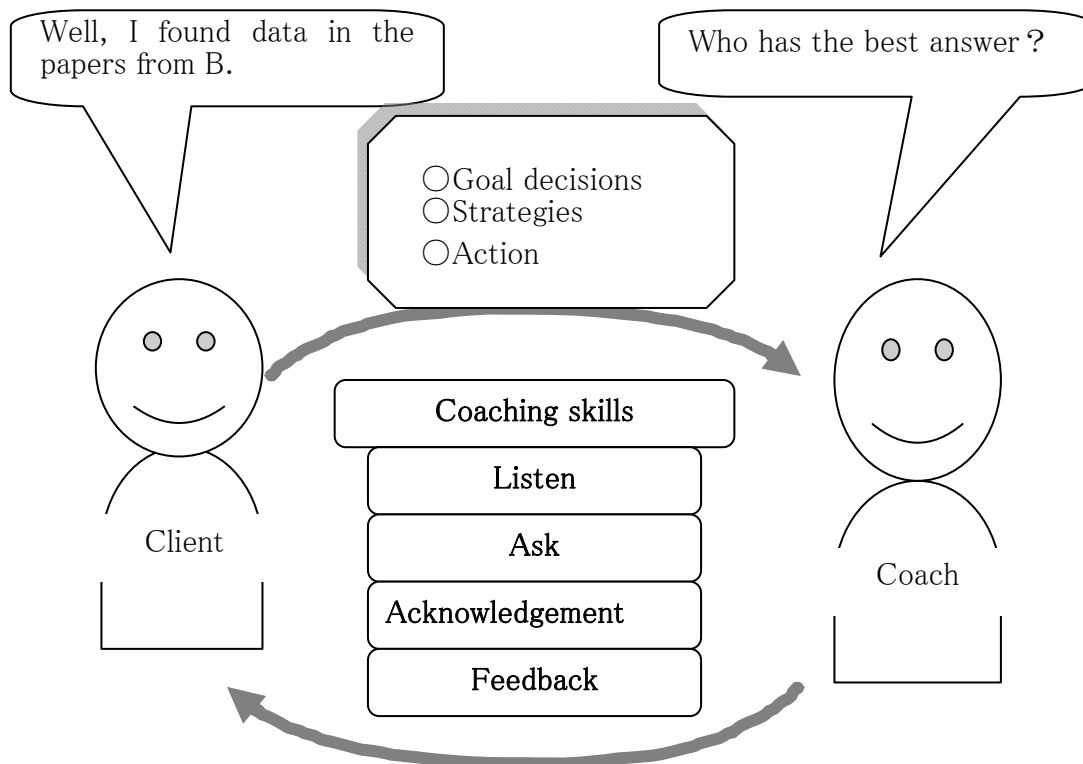 Well, I found data in the
papers from B.
Who has the best answer？
○Goal decisions
○Strategies
○Action
Coaching skills
Listen
Ask
Acknowledgement
Feedback
Client
Coach